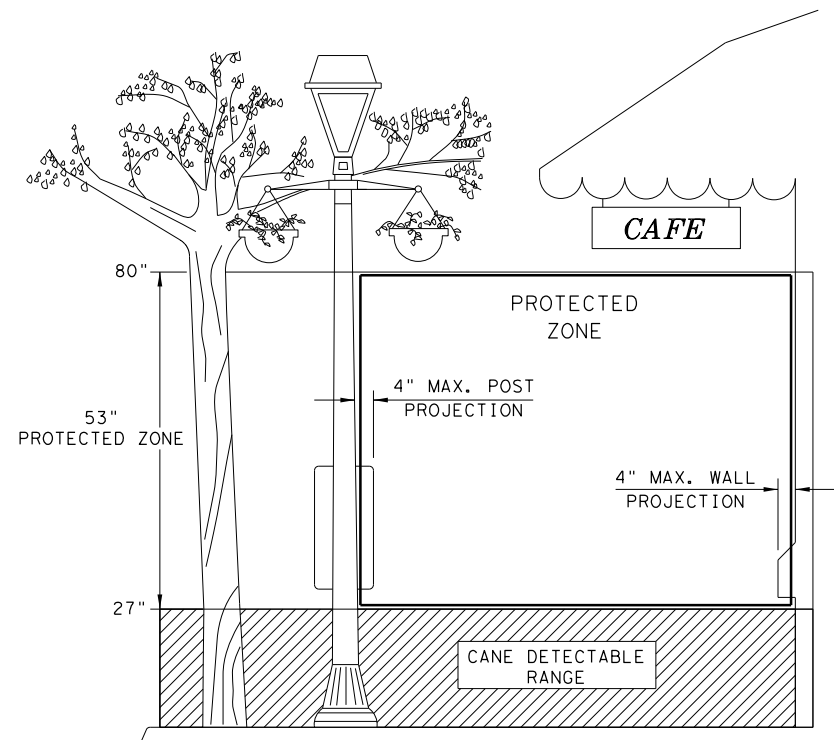 CAFE
80"
PROTECTED
ZONE
4" MAX. POST
PROJECTION
53"
PROTECTED ZONE
4" MAX. WALL
PROJECTION
27"
CANE DETECTABLE
RANGE